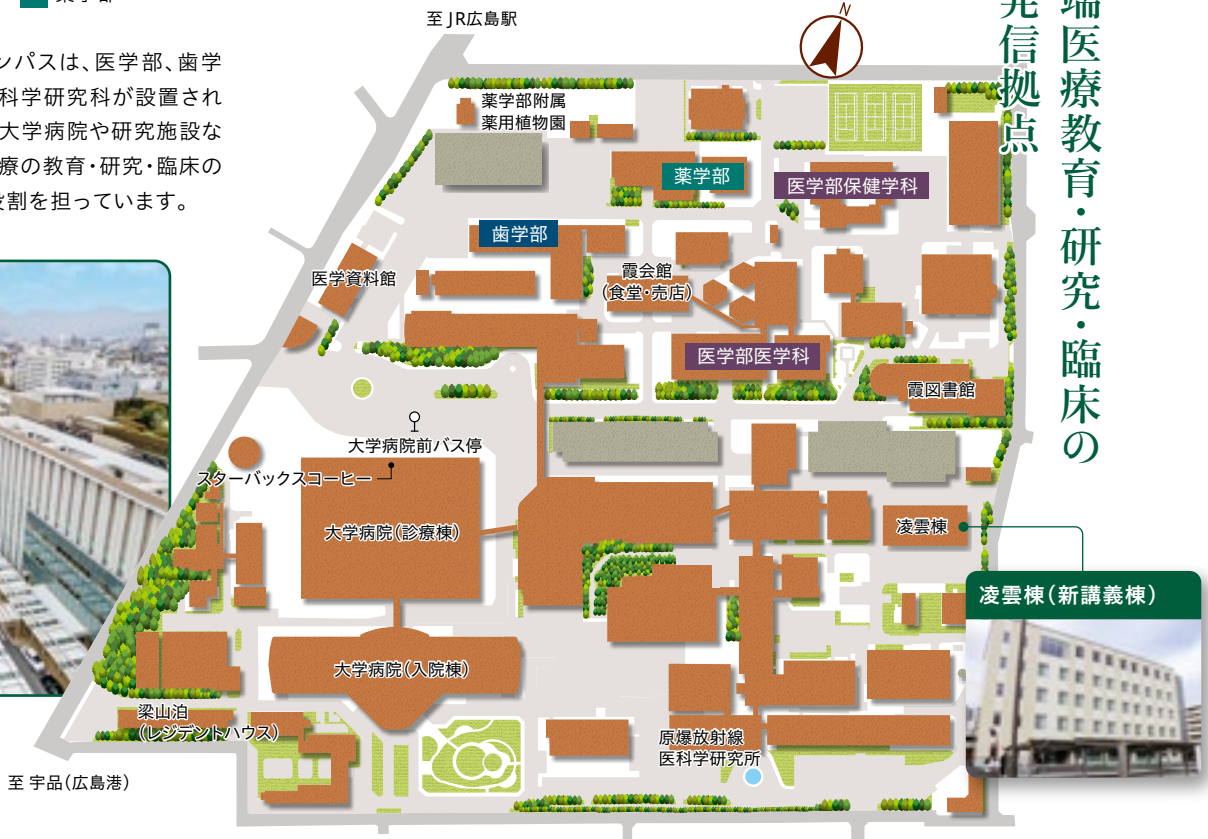 至 JR広島駅
N
端医療教育・研究・臨床の
発信拠点
ンパスは、医学部、歯学
科学研究科が設置され
大学病院や研究施設な
療の教育・研究・臨床の
役割を担っています。
薬学部附属
薬用植物園
薬学部
医学部保健学科
歯学部
医学資料館
霞会館
(食堂・売店)
医学部医学科
霞図書館
大学病院前バス停
スターバックスコーヒー
大学病院(診療棟)
凌雲棟
凌雲棟(新講義棟)
大学病院(入院棟)
梁山泊
(レジデントハウス)
原爆放射線
医科学研究所
至 宇品(広島港)